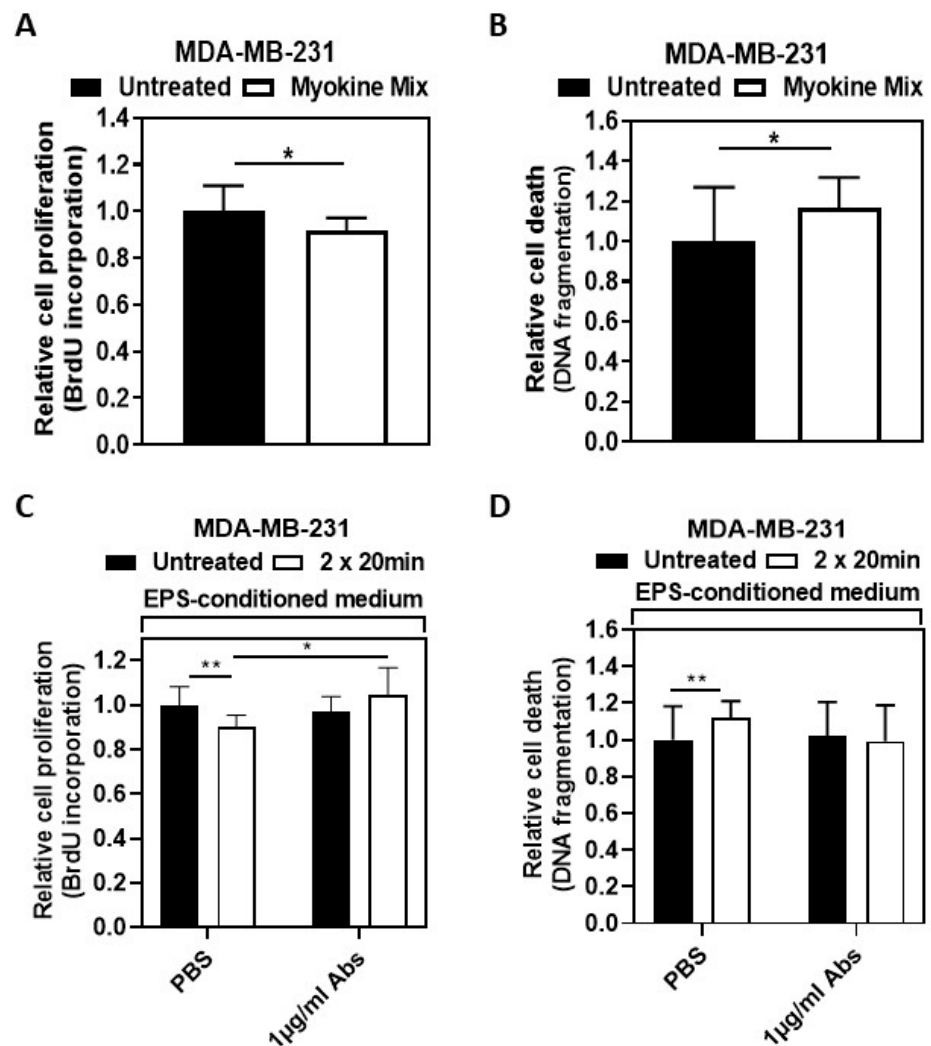 A
MDA-MB-231
Untreated Myokine Mix
Relative cell proliferation
(BrdU incorporation)
1.4
1.2
1.0
0.8
0.6
0.4
0.2
0.0
*
B
MDA-MB-231
Untreated Myokine Mix
Relative cell death
(DNA fragmentation)
1.6
1.4
1.2
1.0
0.8
0.6
0.4
0.2
0.0
*
C
MDA-MB-231
Untreated 2 x 20min
EPS-conditioned medium
Relative cell proliferation
(BrdU incorporation)
1.2
1.0
0.8
0.6
0.4
0.2
0.0
**
*
PBS
1µg/ml Abs
D
MDA-MB-231
Untreated 2 x 20min
EPS-conditioned medium
Relative cell death
(DNA fragmentation)
1.6
1.4
1.2
1.0
0.8
0.6
0.4
0.2
0.0
**
PBS
1µg/ml Abs